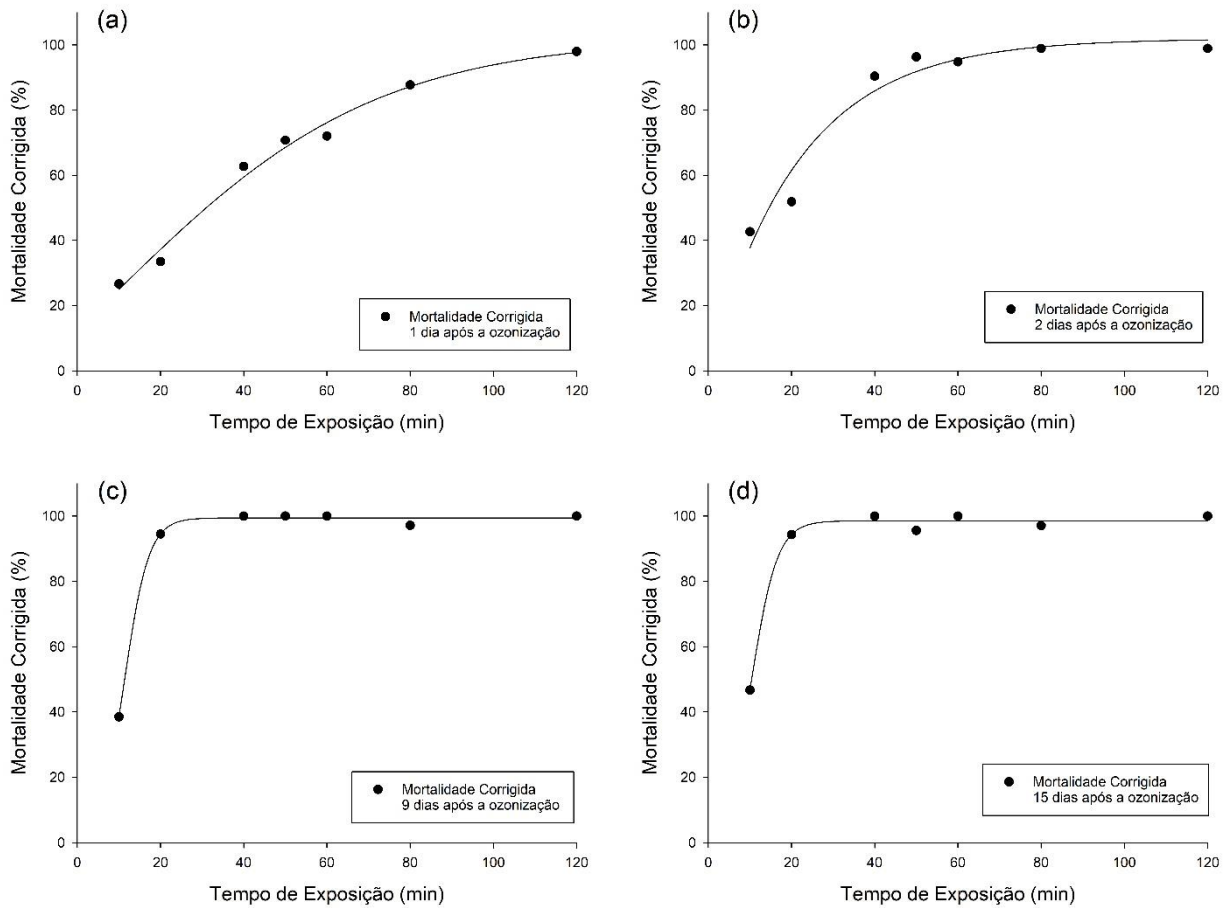 (a)
Mortalidade Corrigida (%)
100
80
60
40
20
0
Mortalidade Corrigida
1 dia após a ozonização
0 20 40 60 80 100 120
Tempo de Exposição (min)
(b)
Mortalidade Corrigida (%)
100
80
60
40
20
0
Mortalidade Corrigida
2 dias após a ozonização
0 20 40 60 80 100 120
Tempo de Exposição (min)
(c)
Mortalidade Corrigida (%)
100
80
60
40
20
0
Mortalidade Corrigida
9 dias após a ozonização
0 20 40 60 80 100 120
Tempo de Exposição (min)
(d)
Mortalidade Corrigida (%)
100
80
60
40
20
0
Mortalidade Corrigida
15 dias após a ozonização
0 20 40 60 80 100 120
Tempo de Exposição (min)